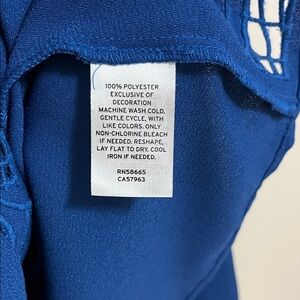 100% POLYESTER
EXCLUSIVE OF
DECORATION
MACHINE WASH COLD,
GENTLE CYCLE, WITH
LIKE COLORS. ONLY
NON-CHLORINE BLEACH
IF NEEDED. RESHAPE,
LAY FLAT TO DRY, COOL
IRON IF NEEDED.
RN58665
CA57963